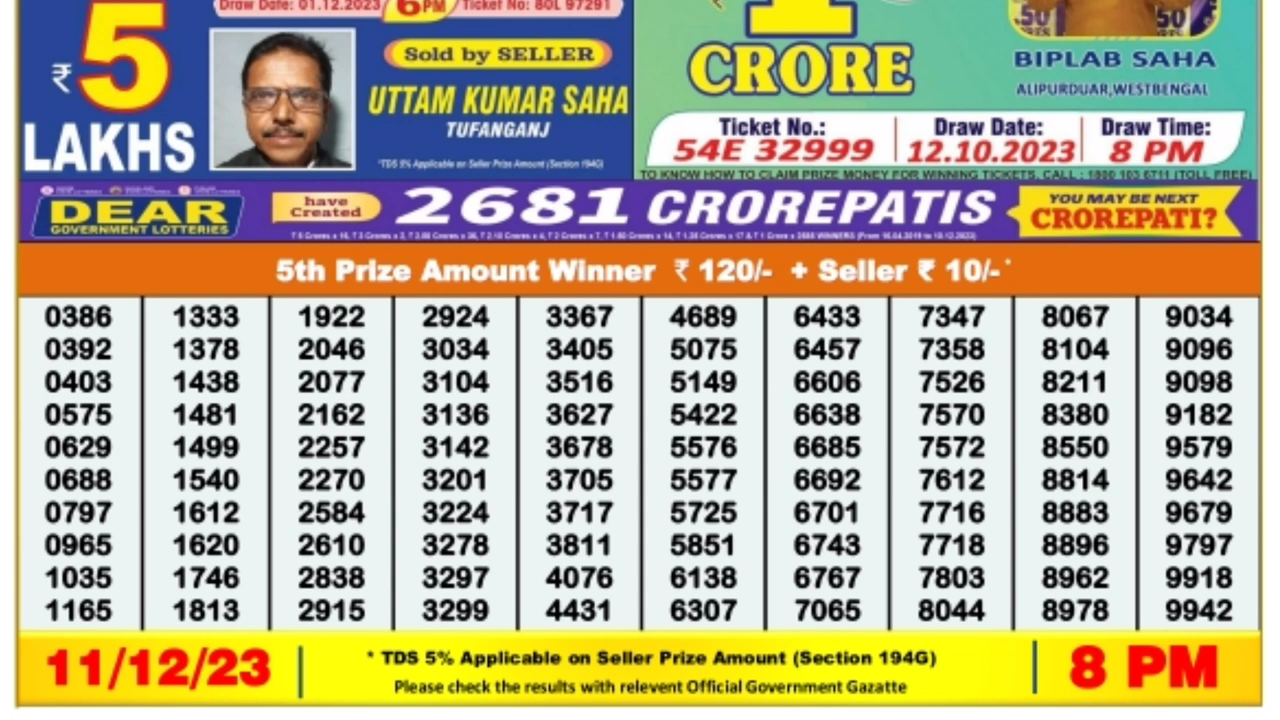 Draw Date: 01.12.2023 6PM Ticket No: 80L 97291
₹ 5
LAKHS
Sold by SELLER
UTTAM KUMAR SAHA
TUFANGANJ
*TDS 5% Applicable on Seller Prize Amount (Section 194G)
₹ 1
CRORE
50 50
BIPLAB SAHA
ALIPURDUAR,WESTBENGAL
Ticket No.: Draw Date: Draw Time:
54E 32999 12.10.2023 8 PM
TO KNOW HOW TO CLAIM PRIZE MONEY FOR WINNING TICKETS, CALL : 1800 103 6711 (TOLL FREE)
DEAR
GOVERNMENT LOTTERIES
have
Created
2681 CROREPATIS
YOU MAY BE NEXT
CROREPATI?
5th Prize Amount Winner ₹ 120/- + Seller ₹ 10/-*
0386 1333 1922 2924 3367 4689 6433 7347 8067 9034
0392 1378 2046 3034 3405 5075 6457 7358 8104 9096
0403 1438 2077 3104 3516 5149 6606 7526 8211 9098
0575 1481 2162 3136 3627 5422 6638 7570 8380 9182
0629 1499 2257 3142 3678 5576 6685 7572 8550 9579
0688 1540 2270 3201 3705 5577 6692 7612 8814 9642
0797 1612 2584 3224 3717 5725 6701 7716 8883 9679
0965 1620 2610 3278 3811 5851 6743 7718 8896 9797
1035 1746 2838 3297 4076 6138 6767 7803 8962 9918
1165 1813 2915 3299 4431 6307 7065 8044 8978 9942
11/12/23
* TDS 5% Applicable on Seller Prize Amount (Section 194G)
Please check the results with relevent Official Government Gazatte
8 PM